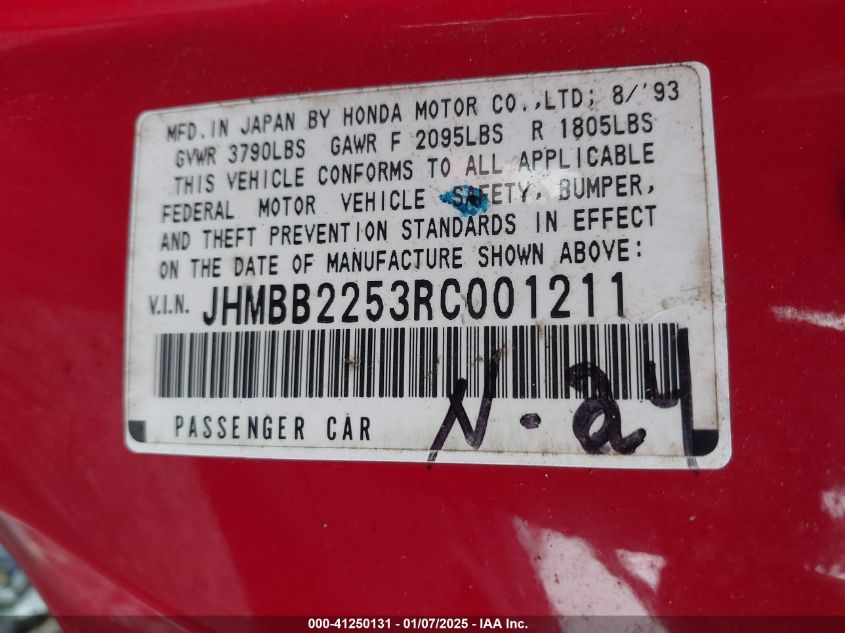 MFD. IN JAPAN BY HONDA MOTOR CO.,LTD; 8/'93
GVWR 3790LBS GAWR F 2095LBS R 1805LBS
THIS VEHICLE CONFORMS TO ALL APPLICABLE
FEDERAL MOTOR VEHICLE SAFETY, BUMPER,
AND THEFT PREVENTION STANDARDS IN EFFECT
ON THE DATE OF MANUFACTURE SHOWN ABOVE:
V.I.N. JHMBB2253RC001211
PASSENGER CAR N-24
000-41250131 - 01/07/2025 - IAA Inc.